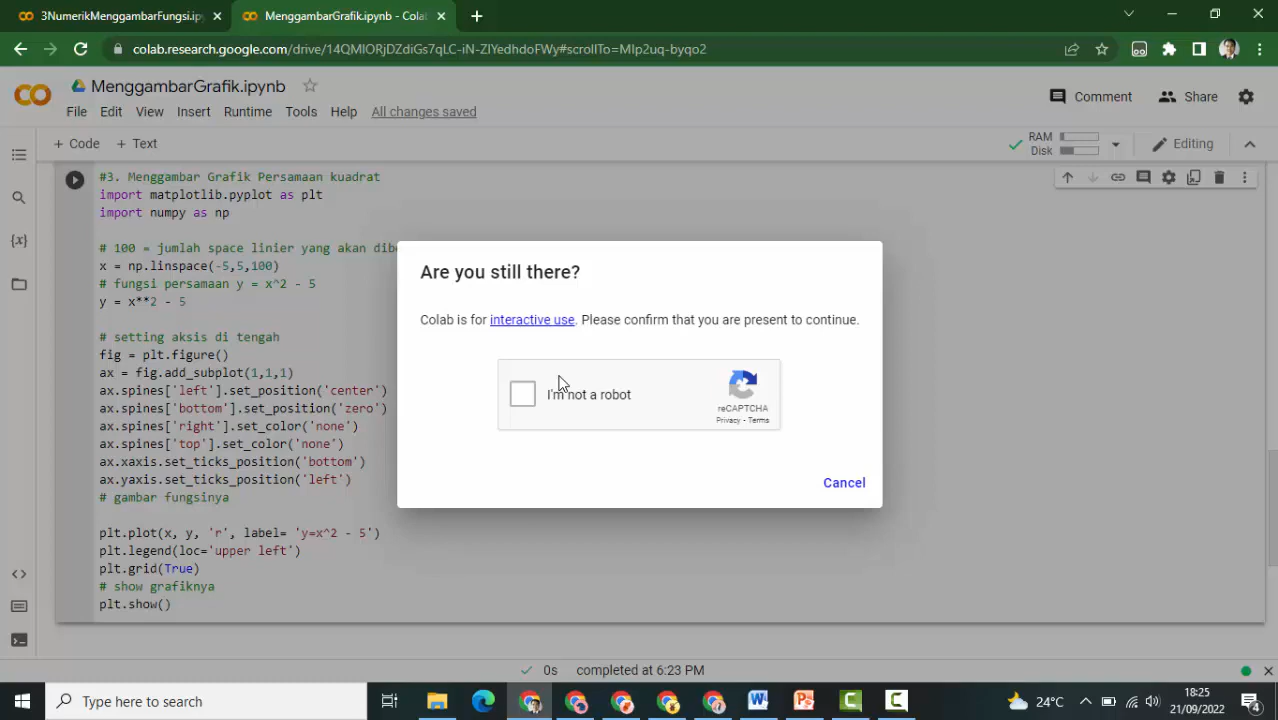 3NumerikMenggambarFungsi.ip
MenggambarGrafik.ipynb - Colab
colab.research.google.com/drive/14QMlORjDZdiGs7qLC-iN-ZlYedhdoFWy#scrollTo=MIp2uq-byqo2
MenggambarGrafik.ipynb
File Edit View Insert Runtime Tools Help All changes saved
Comment Share
+ Code + Text
RAM
Disk
Editing
#3. Menggambar Grafik Persamaan kuadrat
import matplotlib.pyplot as plt
import numpy as np
# 100 = jumlah space linier yang akan dib
x = np.linspace(-5,5,100)
# fungsi persamaan y = x^2 - 5
y = x**2 - 5
# setting aksis di tengah
fig = plt.figure()
ax = fig.add_subplot(1,1,1)
ax.spines['left'].set_position('center')
ax.spines['bottom'].set_position('zero')
ax.spines['right'].set_color('none')
ax.spines['top'].set_color('none')
ax.xaxis.set_ticks_position('bottom')
ax.yaxis.set_ticks_position('left')
# gambar fungsinya
plt.plot(x, y, 'r', label= 'y=x^2 - 5')
plt.legend(loc='upper left')
plt.grid(True)
# show grafiknya
plt.show()
Are you still there?
Colab is for interactive use. Please confirm that you are present to continue.
I'm not a robot
reCAPTCHA
Privacy - Terms
Cancel
0s completed at 6:23 PM
Type here to search
24°C
18:25
21/09/2022
4